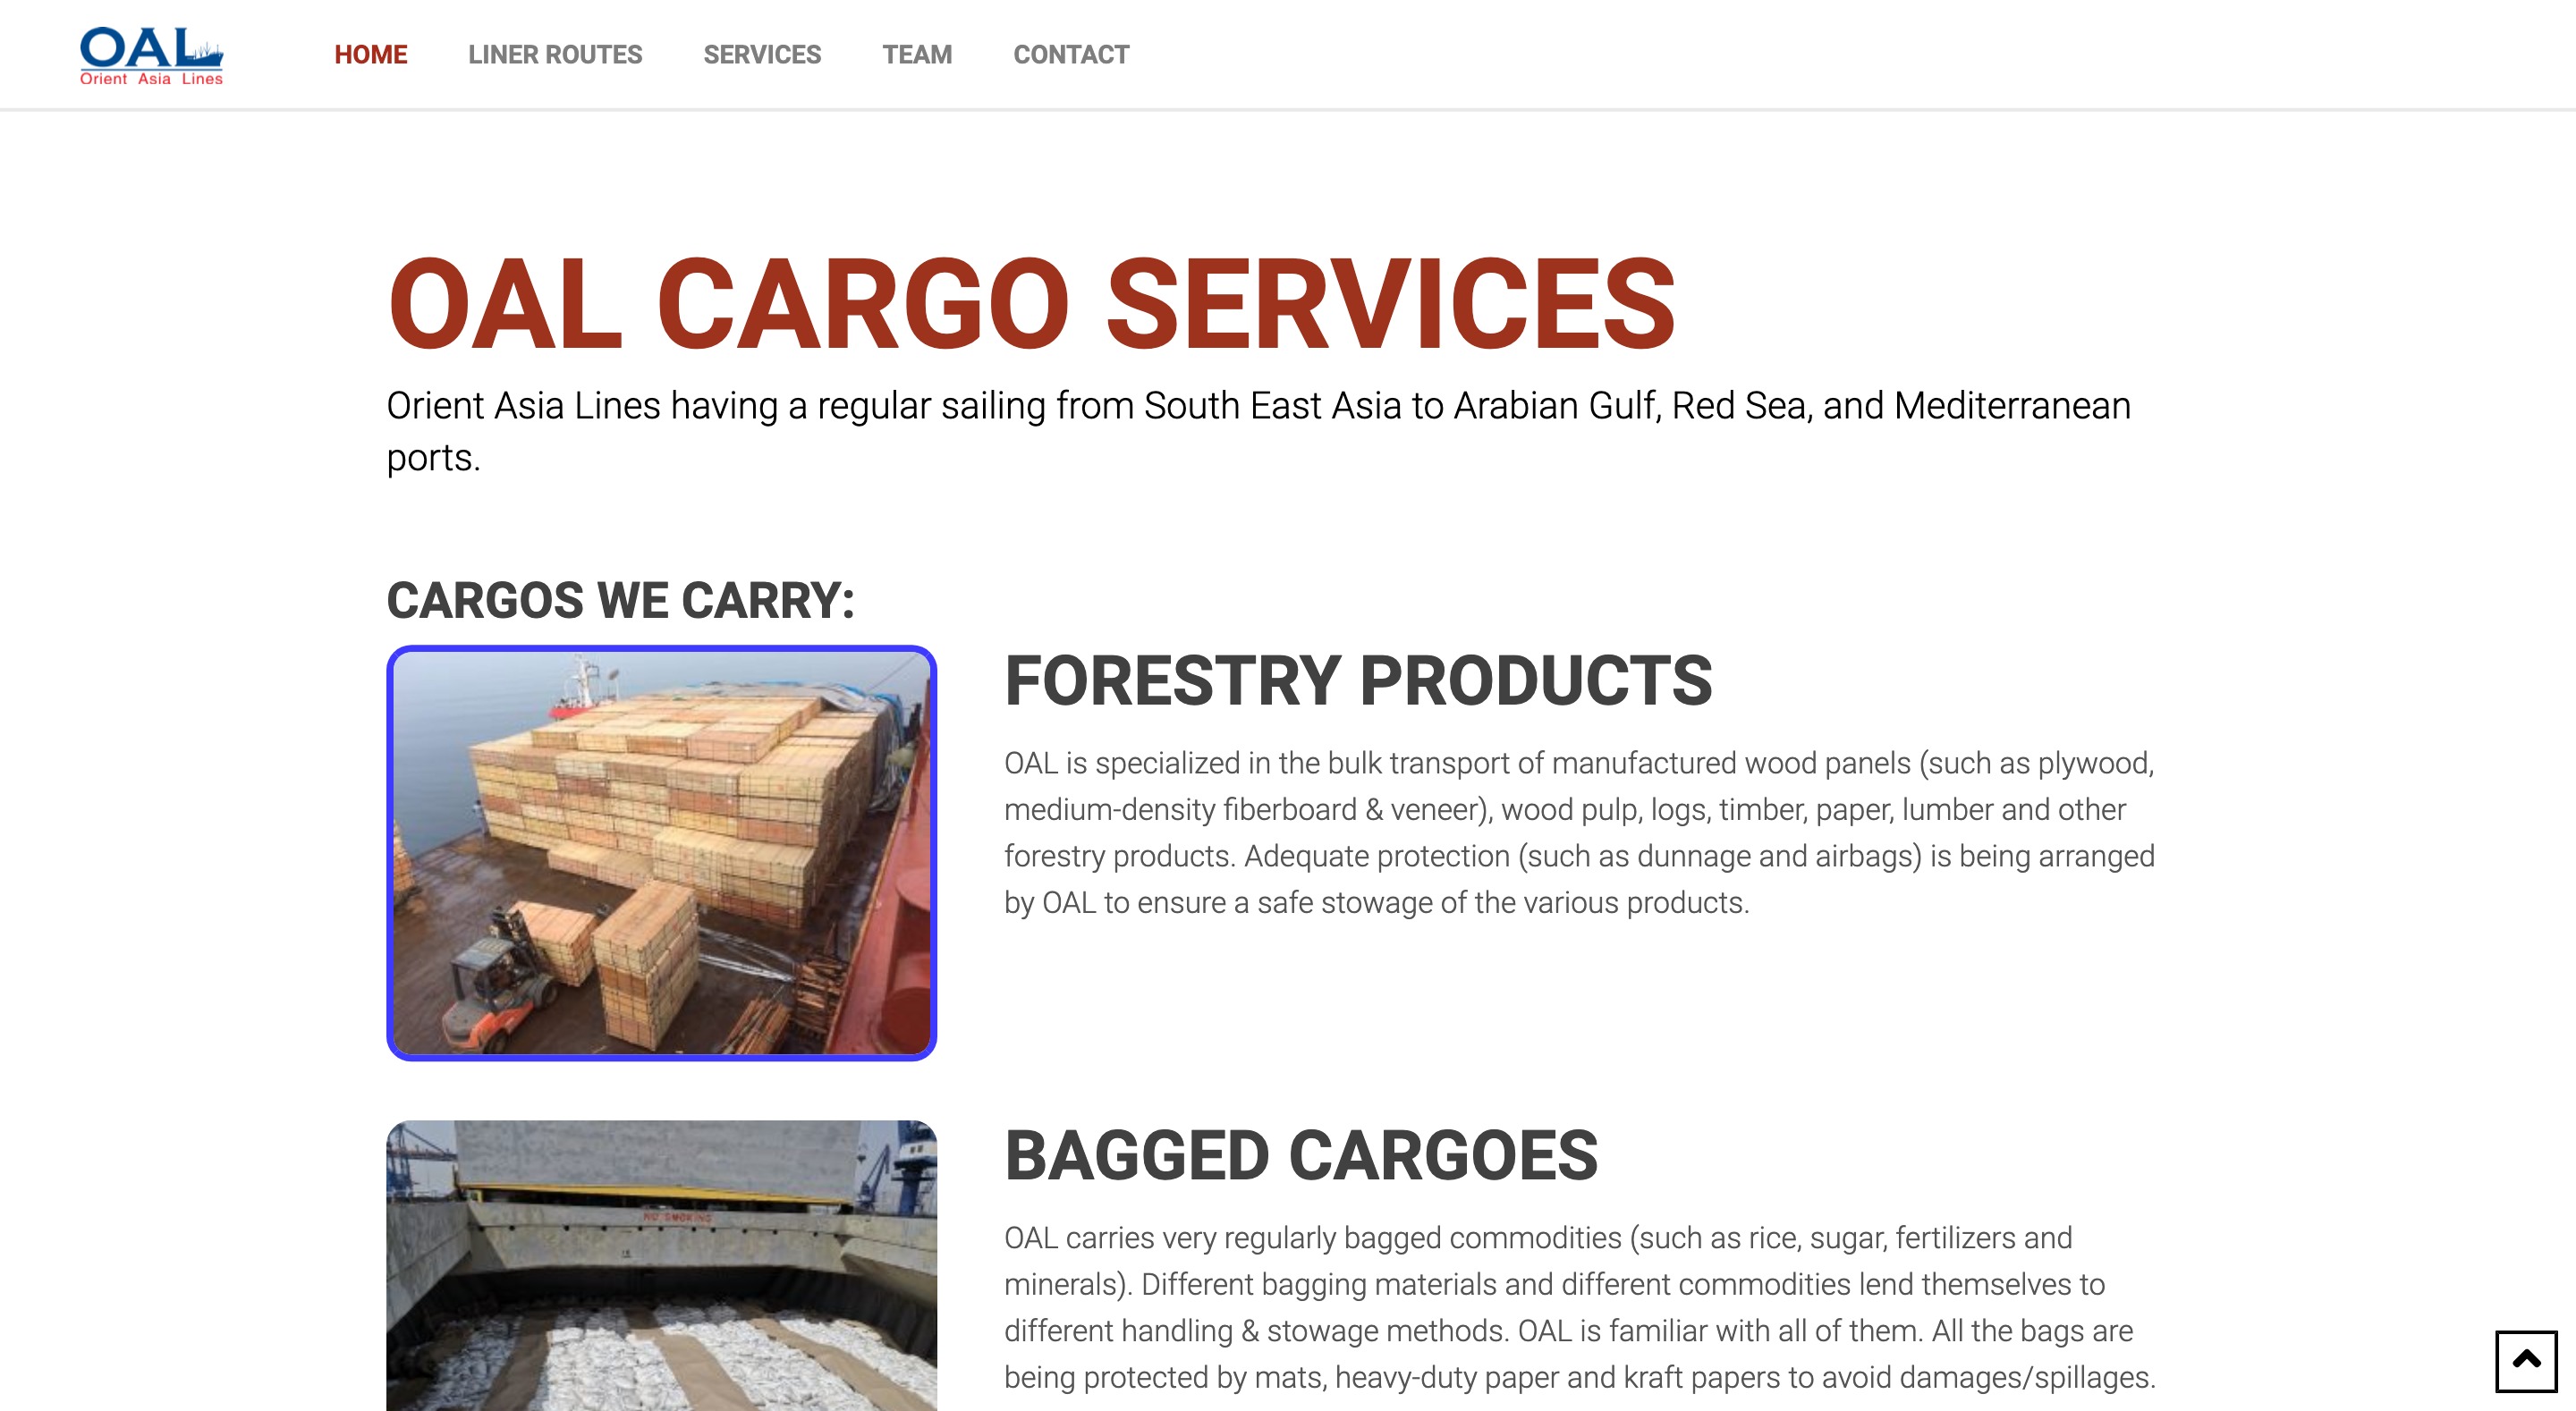 OAL
Orient Asia Lines
HOME
LINER ROUTES
SERVICES
TEAM
CONTACT
OAL CARGO SERVICES
Orient Asia Lines having a regular sailing from South East Asia to Arabian Gulf, Red Sea, and Mediterranean
ports.
CARGOS WE CARRY:
FORESTRY PRODUCTS
OAL is specialized in the bulk transport of manufactured wood panels (such as plywood,
medium-density fiberboard & veneer), wood pulp, logs, timber, paper, lumber and other
forestry products. Adequate protection (such as dunnage and airbags) is being arranged
by OAL to ensure a safe stowage of the various products.
NO SMOKING
BAGGED CARGOES
OAL carries very regularly bagged commodities (such as rice, sugar, fertilizers and
minerals). Different bagging materials and different commodities lend themselves to
different handling & stowage methods. OAL is familiar with all of them. All the bags are
being protected by mats, heavy-duty paper and kraft papers to avoid damages/spillages.